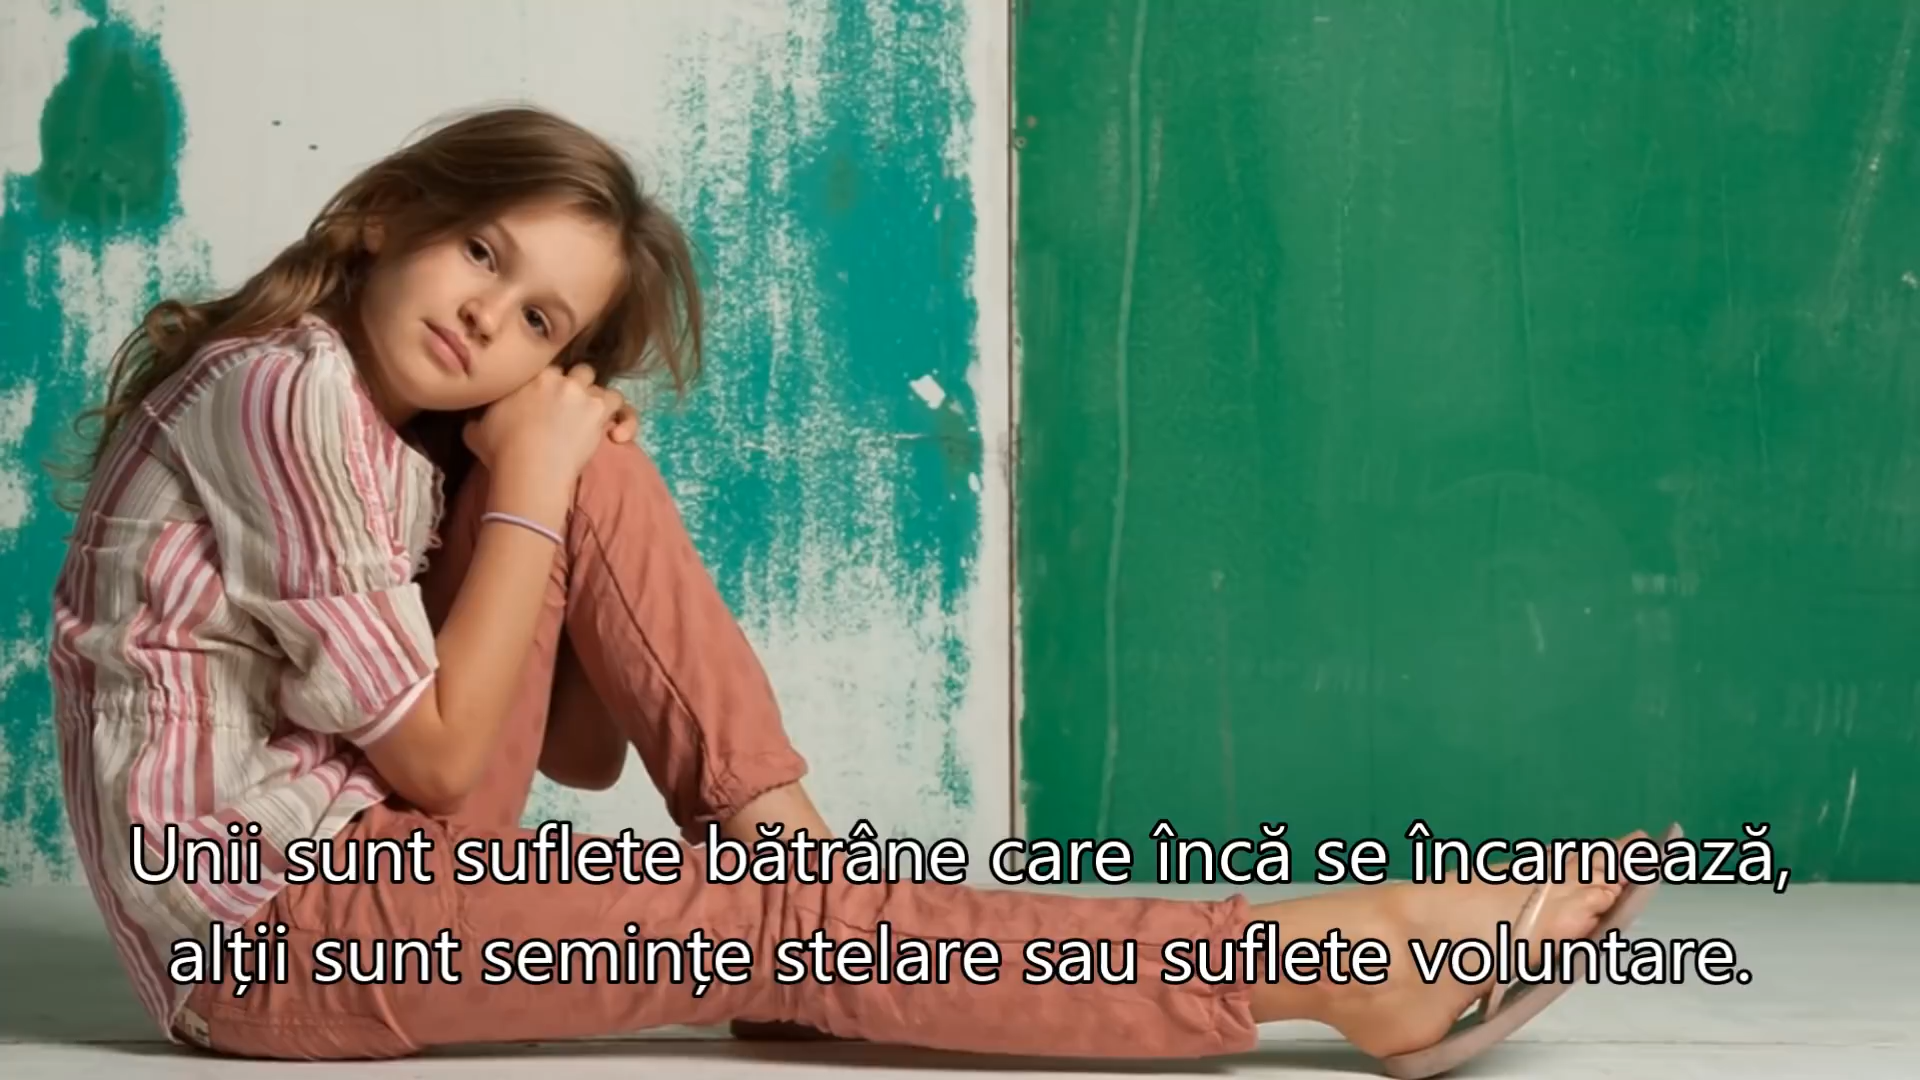 Unii sunt suflete bătrâne care încă se încarnează,
alții sunt semințe stelare sau suflete voluntare.